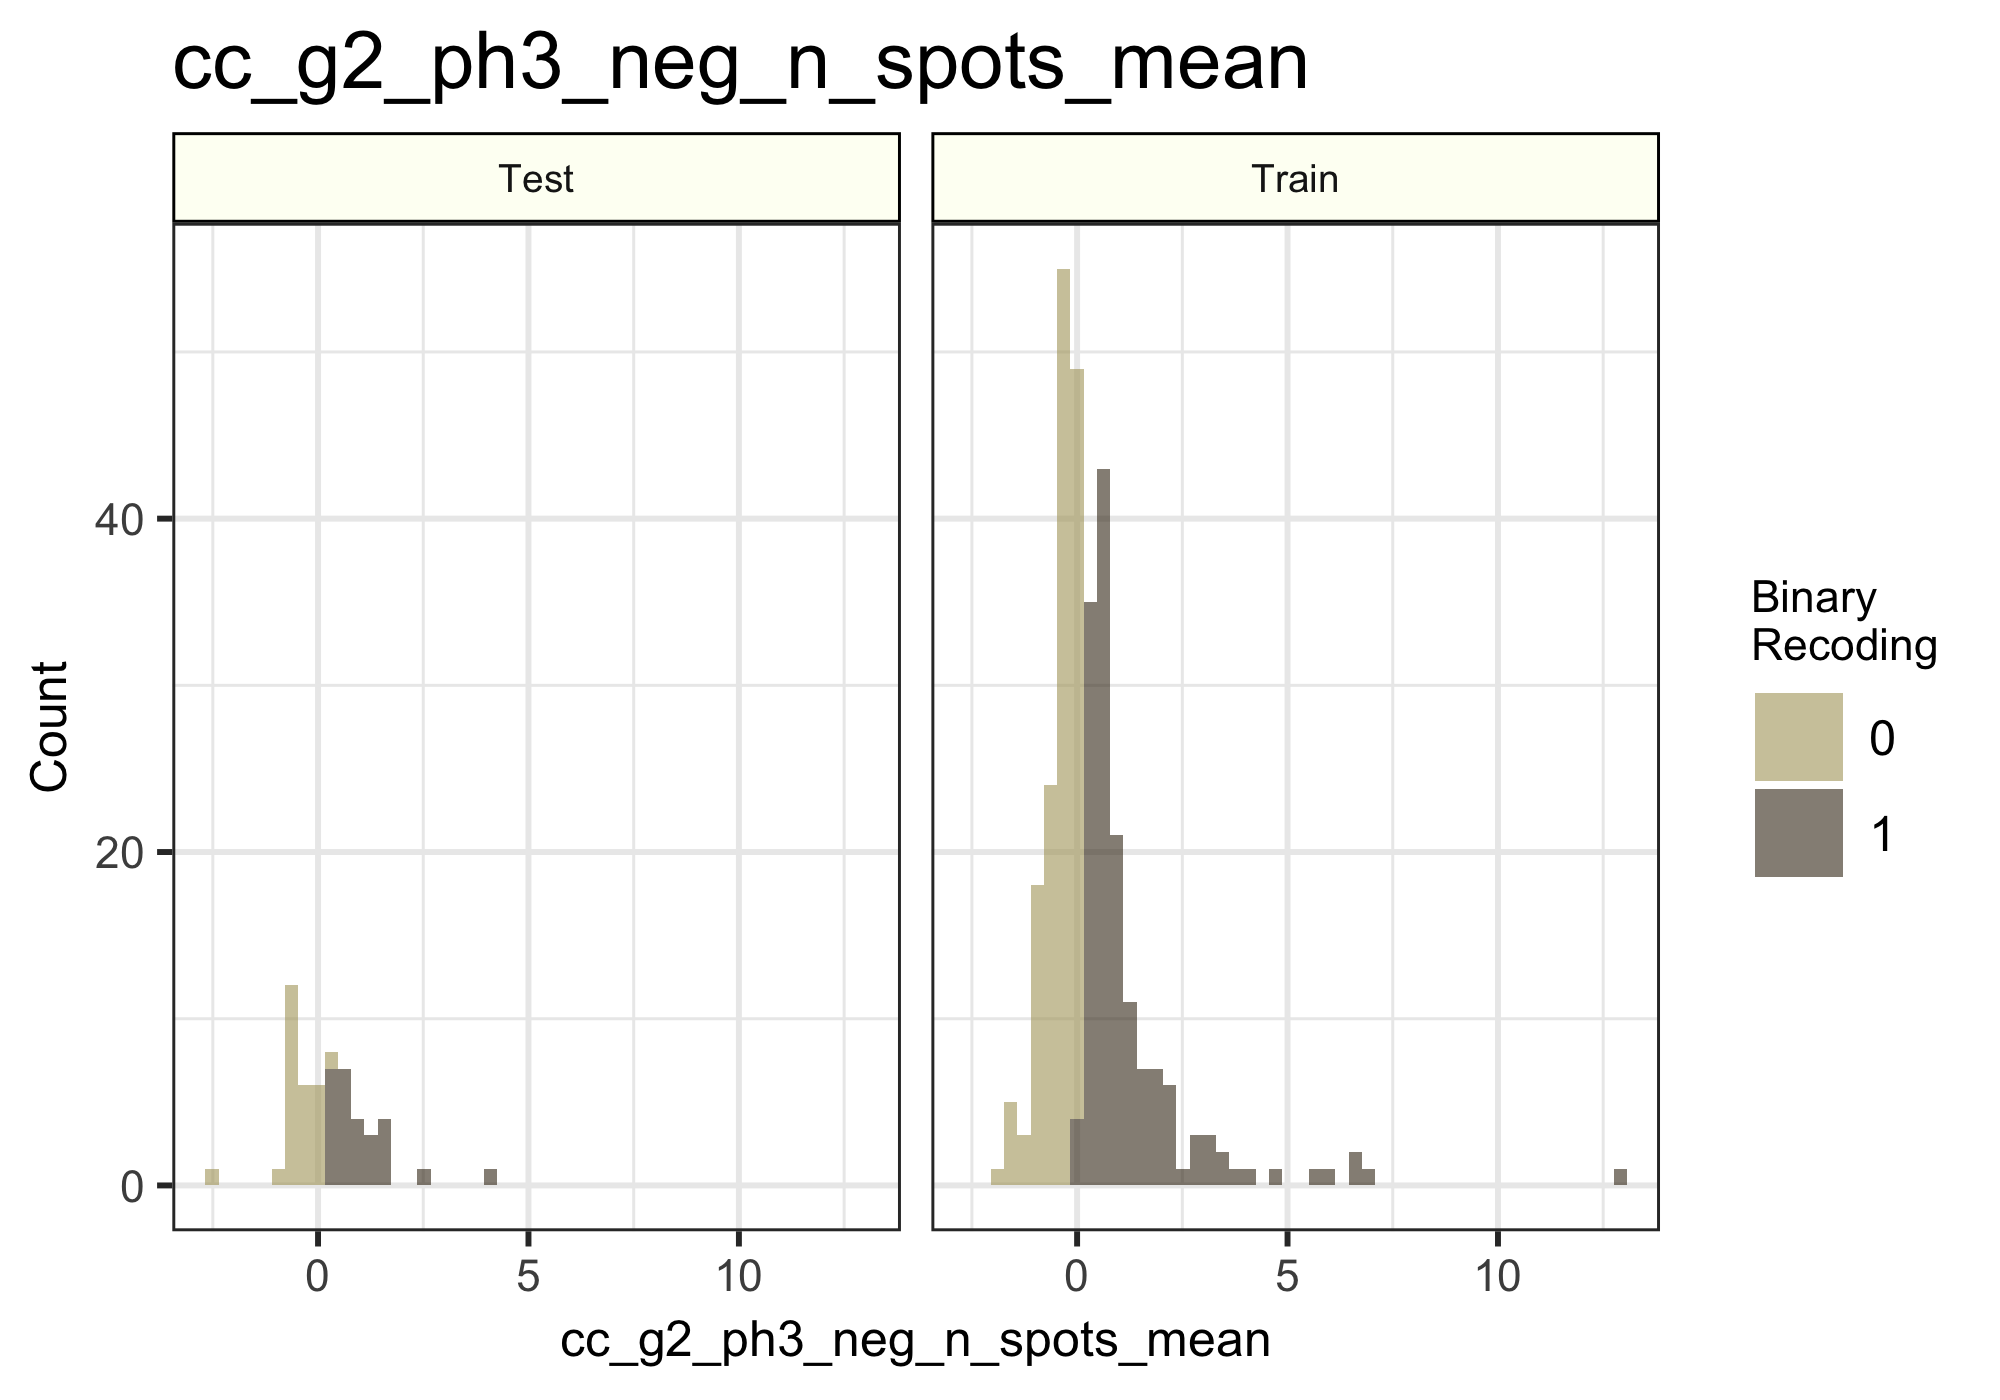 cc_g2_ph3_neg_n_spots_mean
Test
Train
Count
40
20
0
0
5
10
0
5
10
cc_g2_ph3_neg_n_spots_mean
Binary
Recoding
0
1